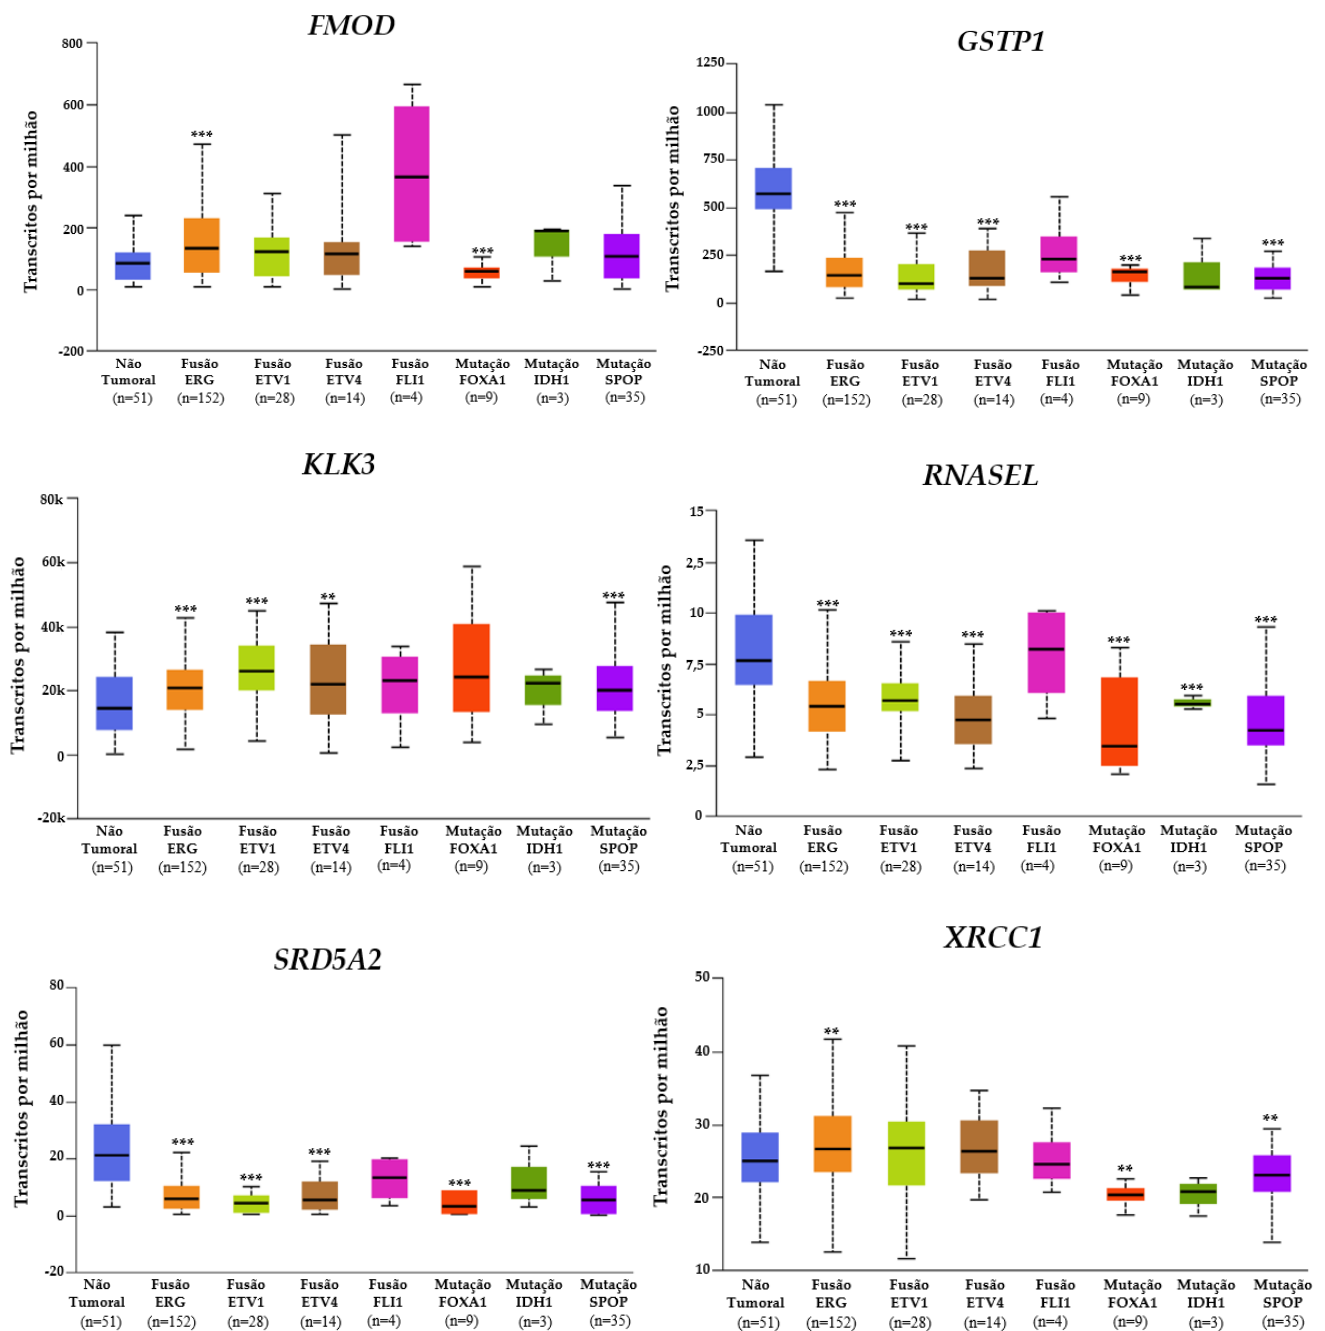 FMOD
Transcritos por milhão
800
600
400
200
0
-200
***
***
Não Tumoral (n=51)
Fusão ERG (n=152)
Fusão ETV1 (n=28)
Fusão ETV4 (n=14)
Fusão FLI1 (n=4)
Mutação FOXA1 (n=9)
Mutação IDH1 (n=3)
Mutação SPOP (n=35)
GSTP1
Transcritos por milhão
1250
1000
750
500
250
0
-250
***
***
***
***
***
Não Tumoral (n=51)
Fusão ERG (n=152)
Fusão ETV1 (n=28)
Fusão ETV4 (n=14)
Fusão FLI1 (n=4)
Mutação FOXA1 (n=9)
Mutação IDH1 (n=3)
Mutação SPOP (n=35)
KLK3
Transcritos por milhão
80k
60k
40k
20k
0
-20k
***
***
**
***
Não Tumoral (n=51)
Fusão ERG (n=152)
Fusão ETV1 (n=28)
Fusão ETV4 (n=14)
Fusão FLI1 (n=4)
Mutação FOXA1 (n=9)
Mutação IDH1 (n=3)
Mutação SPOP (n=35)
RNASEL
Transcritos por milhão
15
2,5
10
7,5
5
2,5
0
***
***
***
***
***
***
Não Tumoral (n=51)
Fusão ERG (n=152)
Fusão ETV1 (n=28)
Fusão ETV4 (n=14)
Fusão FLI1 (n=4)
Mutação FOXA1 (n=9)
Mutação IDH1 (n=3)
Mutação SPOP (n=35)
SRD5A2
Transcritos por milhão
80
60
40
20
0
-20
***
***
***
***
***
Não Tumoral (n=51)
Fusão ERG (n=152)
Fusão ETV1 (n=28)
Fusão ETV4 (n=14)
Fusão FLI1 (n=4)
Mutação FOXA1 (n=9)
Mutação IDH1 (n=3)
Mutação SPOP (n=35)
XRCC1
Transcritos por milhão
50
40
30
20
10
**
**
**
Não Tumoral (n=51)
Fusão ERG (n=152)
Fusão ETV1 (n=28)
Fusão ETV4 (n=14)
Fusão FLI1 (n=4)
Mutação FOXA1 (n=9)
Mutação IDH1 (n=3)
Mutação SPOP (n=35)